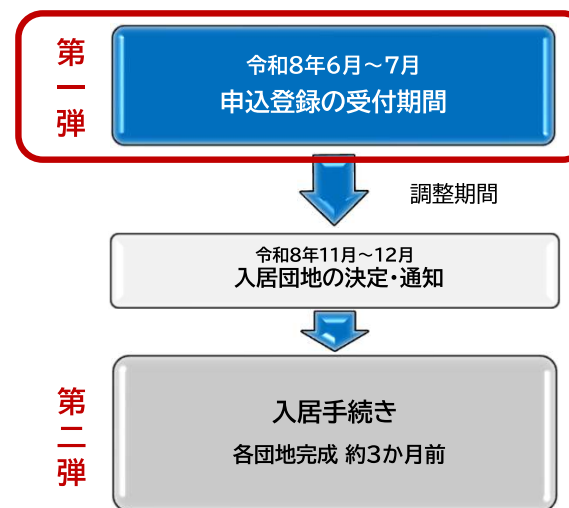 第一弾
令和8年6月～7月
申込登録の受付期間
調整期間
令和8年11月～12月
入居団地の決定・通知
第二弾
入居手続き
各団地完成 約3か月前